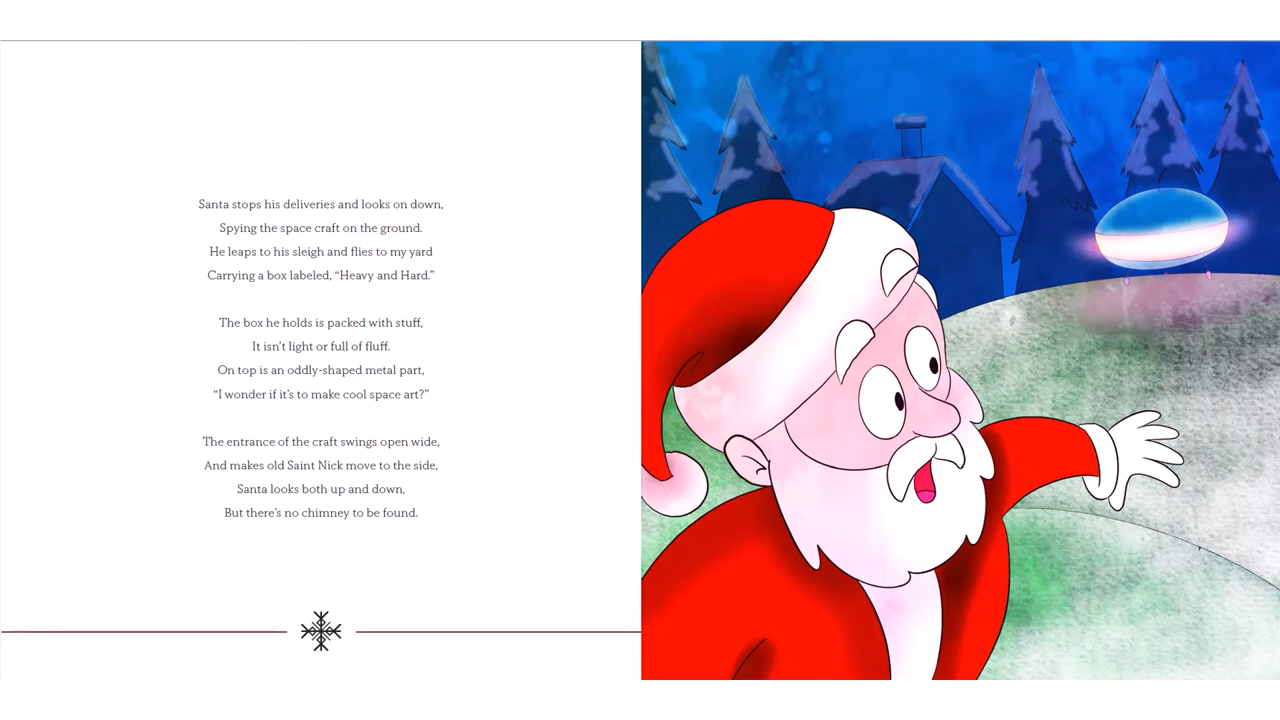 Santa stops his deliveries and looks on down,
Spying the space craft on the ground.
He leaps to his sleigh and flies to my yard
Carrying a box labeled, “Heavy and Hard.”
The box he holds is packed with stuff,
It isn’t light or full of fluff.
On top is an oddly-shaped metal part,
“I wonder if it’s to make cool space art?”
The entrance of the craft swings open wide,
And makes old Saint Nick move to the side,
Santa looks both up and down,
But there’s no chimney to be found.